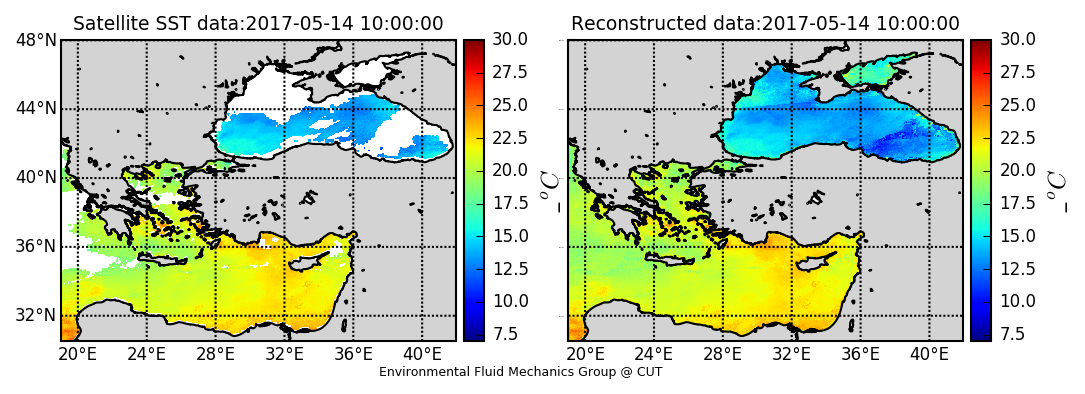 Satellite SST data:2017-05-14 10:00:00
48°N
44°N
40°N
36°N
32°N
20°E 24°E 28°E 32°E 36°E 40°E
30.0
27.5
25.0
22.5
20.0
17.5
15.0
12.5
10.0
7.5
_°C
Reconstructed data:2017-05-14 10:00:00
20°E 24°E 28°E 32°E 36°E 40°E
30.0
27.5
25.0
22.5
20.0
17.5
15.0
12.5
10.0
7.5
_°C
Environmental Fluid Mechanics Group @ CUT